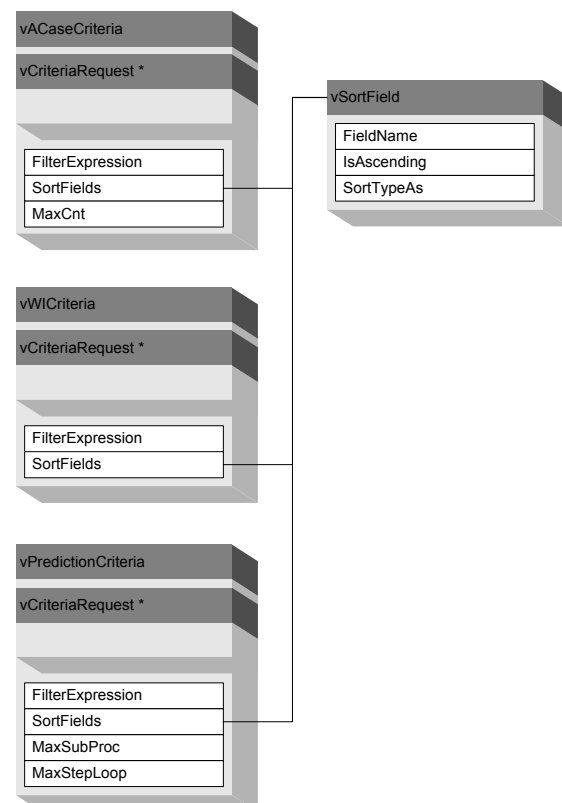 vACaseCriteria
vCriteriaRequest *
FilterExpression
SortFields
MaxCnt
vSortField
FieldName
IsAscending
SortTypeAs
vWICriteria
vCriteriaRequest *
FilterExpression
SortFields
vPredictionCriteria
vCriteriaRequest *
FilterExpression
SortFields
MaxSubProc
MaxStepLoop